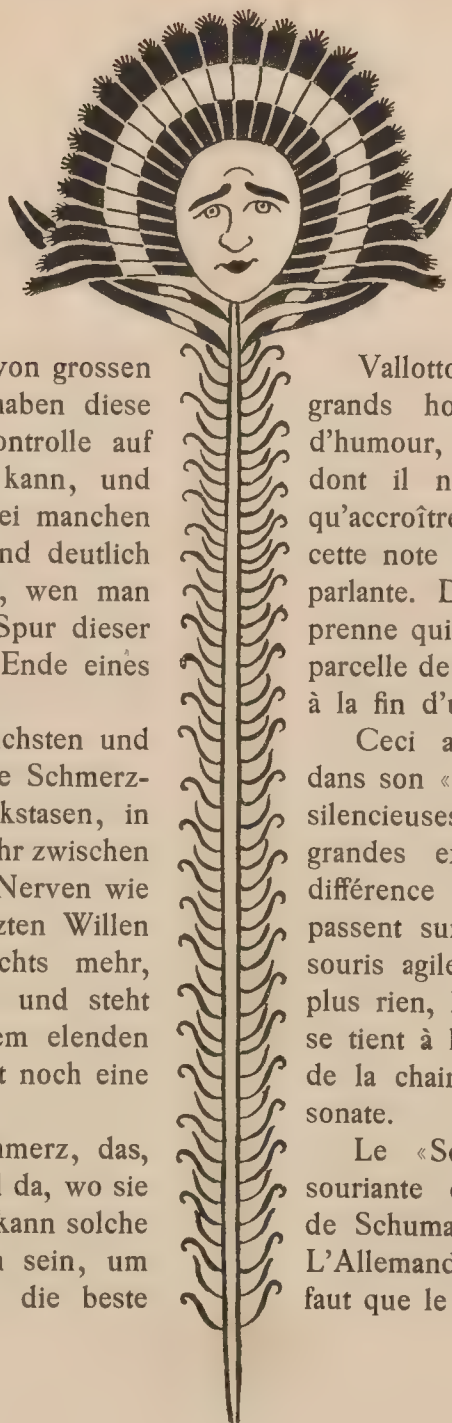 von grossen
haben diese
ontrolle auf
kann, und
ei manchen
nd deutlich
, wen man
Spur dieser
Ende eines
chsten und
e Schmerz-
kstasen, in
hr zwischen
Nerven wie
zten Willen
chts mehr,
und steht
em elenden
t noch eine
merz, das,
d da, wo sie
kann solche
n sein, um
die beste
Vallotto
grands ho
d'humour,
dont il n
qu'accroître
cette note
parlante. D
prenne qui
parcelle de
à la fin d'u
Ceci a
dans son «
silencieuses
grandes ex
différence
passent sur
souris agile
plus rien,
se tient à l
de la chair
sonate.
Le «So
souriante d
de Schuma
L'Allemand
faut que le